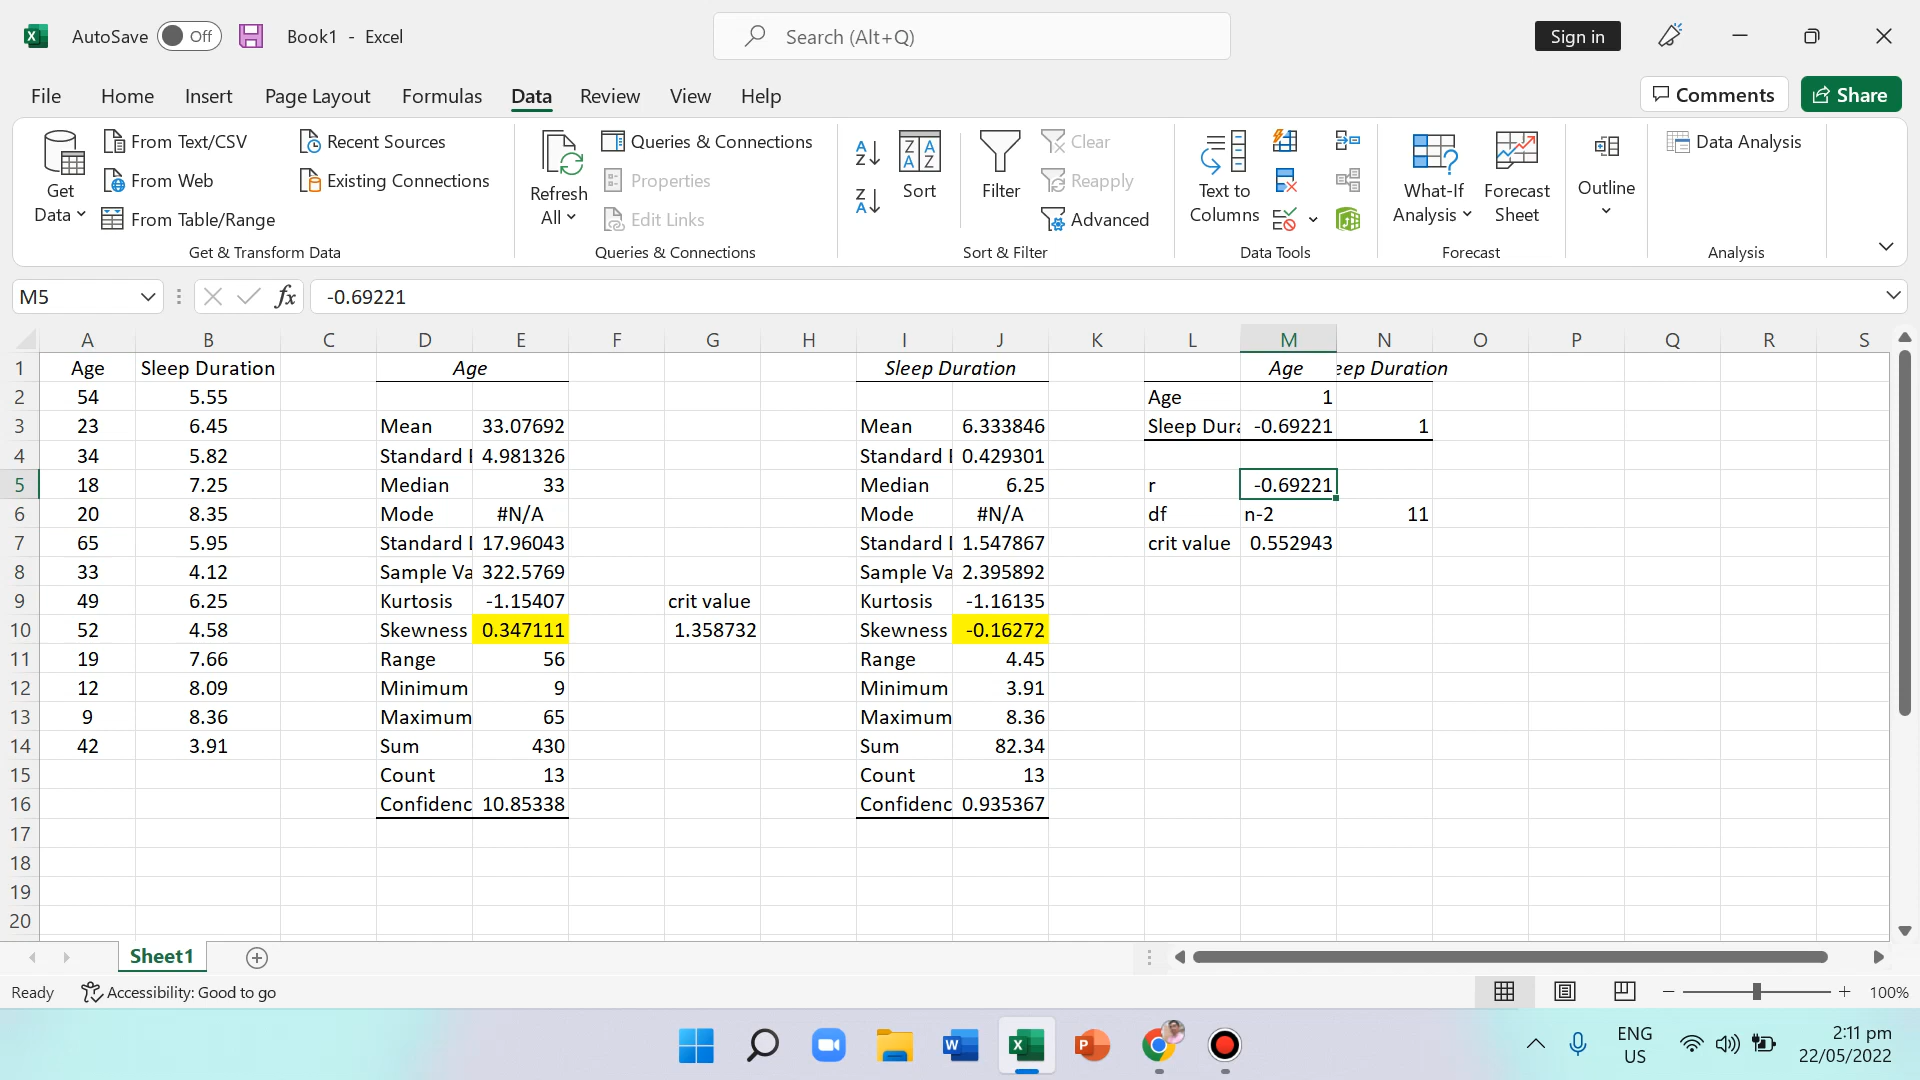 AutoSave Off Book1 - Excel Search (Alt+Q) Sign in
File Home Insert Page Layout Formulas Data Review View Help Comments Share
Get Data
From Text/CSV
From Web
From Table/Range
Recent Sources
Existing Connections
Get & Transform Data
Refresh All
Queries & Connections
Properties
Edit Links
Queries & Connections
Sort
Filter
Clear
Reapply
Advanced
Sort & Filter
Text to Columns
Data Tools
What-If Analysis
Forecast Sheet
Forecast
Outline
Data Analysis
Analysis
M5 fx -0.69221
A B C D E F G H I J K L M N O P Q R S
1 Age Sleep Duration Age Sleep Duration Age eep Duration
2 54 5.55 Age 1
3 23 6.45 Mean 33.07692 Mean 6.333846 Sleep Dura -0.69221 1
4 34 5.82 Standard E 4.981326 Standard E 0.429301
5 18 7.25 Median 33 Median 6.25 r -0.69221
6 20 8.35 Mode #N/A Mode #N/A df n-2 11
7 65 5.95 Standard D 17.96043 Standard D 1.547867 crit value 0.552943
8 33 4.12 Sample Va 322.5769 Sample Va 2.395892
9 49 6.25 Kurtosis -1.15407 crit value Kurtosis -1.16135
10 52 4.58 Skewness 0.347111 1.358732 Skewness -0.16272
11 19 7.66 Range 56 Range 4.45
12 12 8.09 Minimum 9 Minimum 3.91
13 9 8.36 Maximum 65 Maximum 8.36
14 42 3.91 Sum 430 Sum 82.34
15 Count 13 Count 13
16 Confidenc 10.85338 Confidenc 0.935367
17
18
19
20
Sheet1
Ready Accessibility: Good to go 100%
ENG
US
2:11 pm
22/05/2022